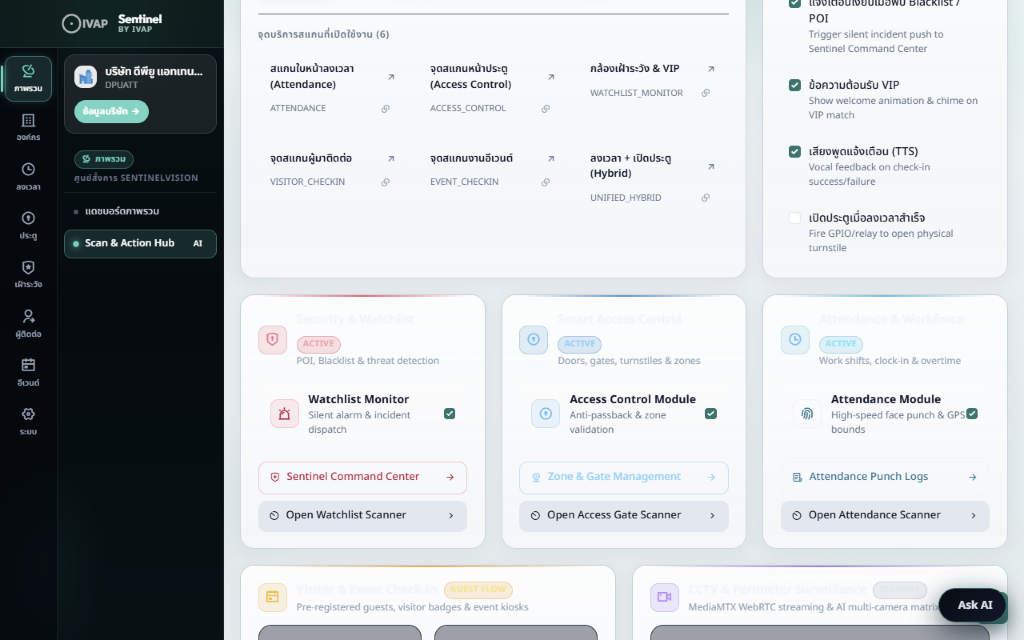 IVAP
Sentinel
BY IVAP
ภาพรวม
องค์กร
ลงเวลา
ประตู
เฝ้าระวัง
ผู้ติดต่อ
อีเวนต์
ระบบ
บริษัท ดีพียู แอทเทน...
DPUATT
ข้อมูลบริษัท →
ภาพรวม
ศูนย์สั่งการ SENTINELVISION
แดชบอร์ดภาพรวม
Scan & Action Hub AI
จุดบริการสแกนที่เปิดใช้งาน (6)
สแกนใบหน้าลงเวลา
(Attendance)
ATTENDANCE
จุดสแกนหน้าประตู
(Access Control)
ACCESS_CONTROL
กล้องเฝ้าระวัง & VIP
WATCHLIST_MONITOR
จุดสแกนผู้มาติดต่อ
VISITOR_CHECKIN
จุดสแกนงานอีเวนต์
EVENT_CHECKIN
ลงเวลา + เปิดประตู
(Hybrid)
UNIFIED_HYBRID
แจ้งเตือนเงียบเมื่อพบ Blacklist /
POI
Trigger silent incident push to
Sentinel Command Center
ข้อความต้อนรับ VIP
Show welcome animation & chime on
VIP match
เสียงพูดแจ้งเตือน (TTS)
Vocal feedback on check-in
success/failure
เปิดประตูเมื่อลงเวลาสำเร็จ
Fire GPIO/relay to open physical
turnstile
Security & Watchlist
ACTIVE
POI, Blacklist & threat detection
Watchlist Monitor
Silent alarm & incident
dispatch
Sentinel Command Center →
Open Watchlist Scanner
Smart Access Control
ACTIVE
Doors, gates, turnstiles & zones
Access Control Module
Anti-passback & zone
validation
Zone & Gate Management →
Open Access Gate Scanner
Attendance & Workforce
ACTIVE
Work shifts, clock-in & overtime
Attendance Module
High-speed face punch & GPS
bounds
Attendance Punch Logs →
Open Attendance Scanner
Visitor & Event Check-in GUEST FLOW
Pre-registered guests, visitor badges & event kiosks
CCTV & Perimeter Surveillance
MediaMTX WebRTC streaming & AI multi-camera matrix
Ask AI